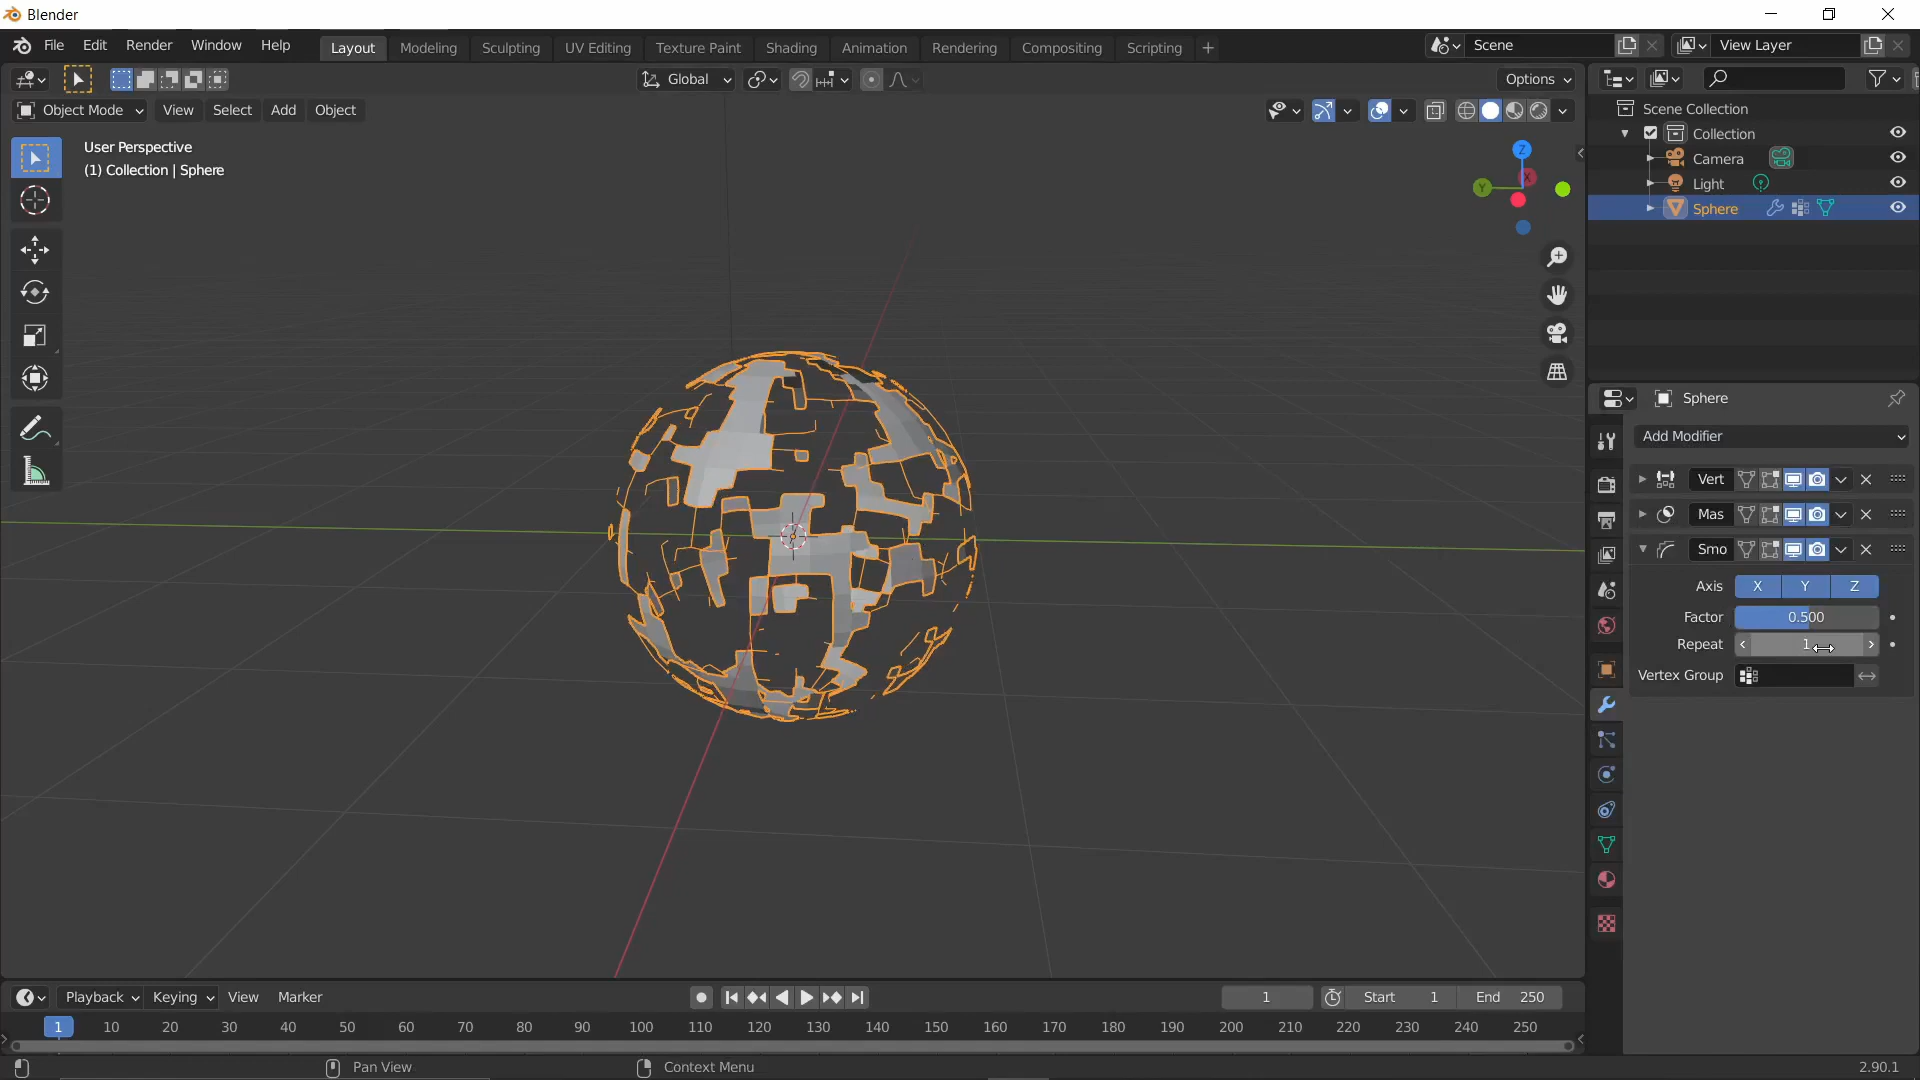 Blender
File Edit Render Window Help Layout Modeling Sculpting UV Editing Texture Paint Shading Animation Rendering Compositing Scripting + Scene View Layer
Global Options
Object Mode View Select Add Object
User Perspective
(1) Collection | Sphere
Z
Y
X
Scene Collection
Collection
Camera
Light
Sphere
Sphere
Add Modifier
Vert
Mas
Smo
Axis X Y Z
Factor 0.500
Repeat 1
Vertex Group
Playback Keying View Marker 1 Start 1 End 250
1 10 20 30 40 50 60 70 80 90 100 110 120 130 140 150 160 170 180 190 200 210 220 230 240 250
Pan View Context Menu 2.90.1